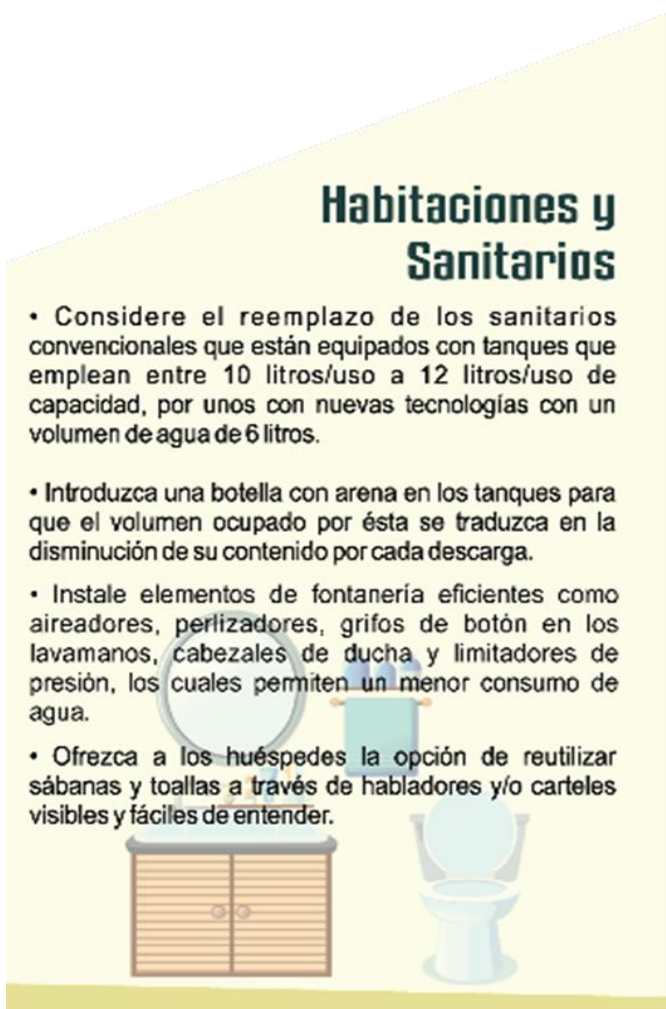 Habitaciones y
Sanitarios
• Considere el reemplazo de los sanitarios
convencionales que están equipados con tanques que
emplean entre 10 litros/uso a 12 litros/uso de
capacidad, por unos con nuevas tecnologías con un
volumen de agua de 6 litros.
• Introduzca una botella con arena en los tanques para
que el volumen ocupado por ésta se traduzca en la
disminución de su contenido por cada descarga.
• Instale elementos de fontanería eficientes como
aireadores, perlizadores, grifos de botón en los
lavamanos, cabezales de ducha y limitadores de
presión, los cuales permiten un menor consumo de
agua.
• Ofrezca a los huéspedes la opción de reutilizar
sábanas y toallas a través de habladores y/o carteles
visibles y fáciles de entender.